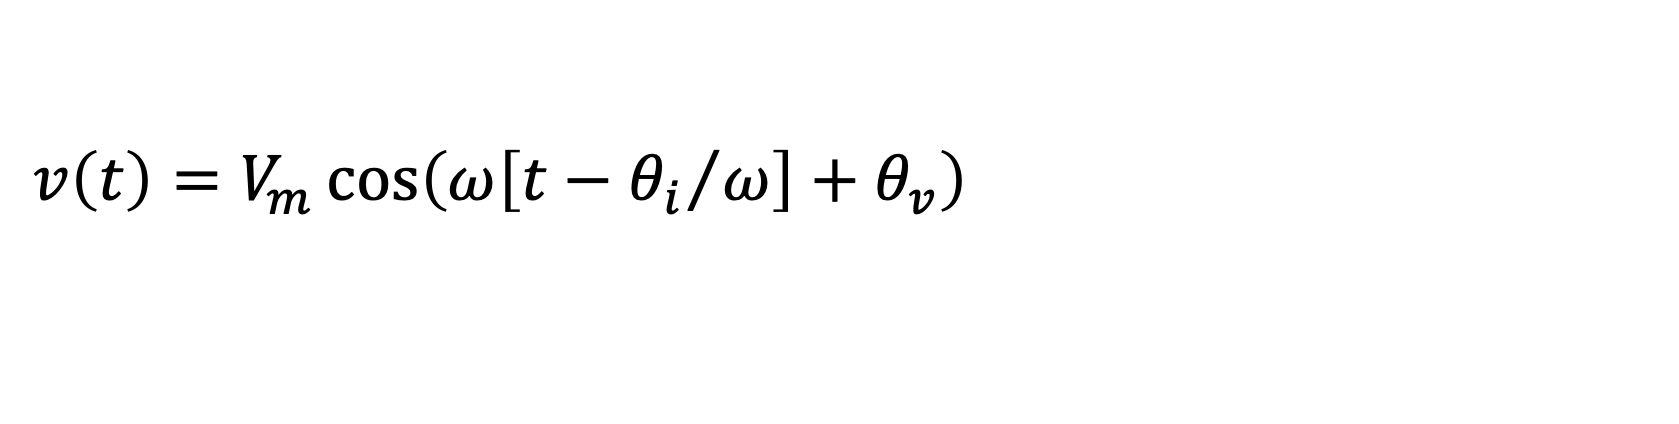 v(t) = V_m cos(ω[t − θ_i/ω] + θ_v)